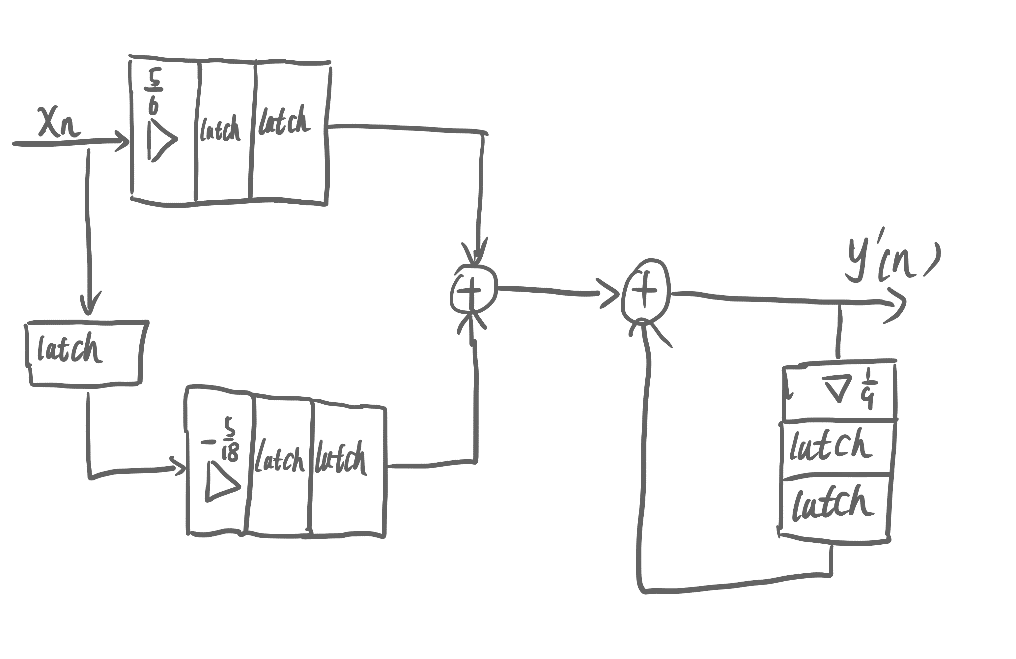 Xn
5/6
latch
latch
latch
-5/18
latch
latch
+
+
y'(n)
1/9
latch
latch